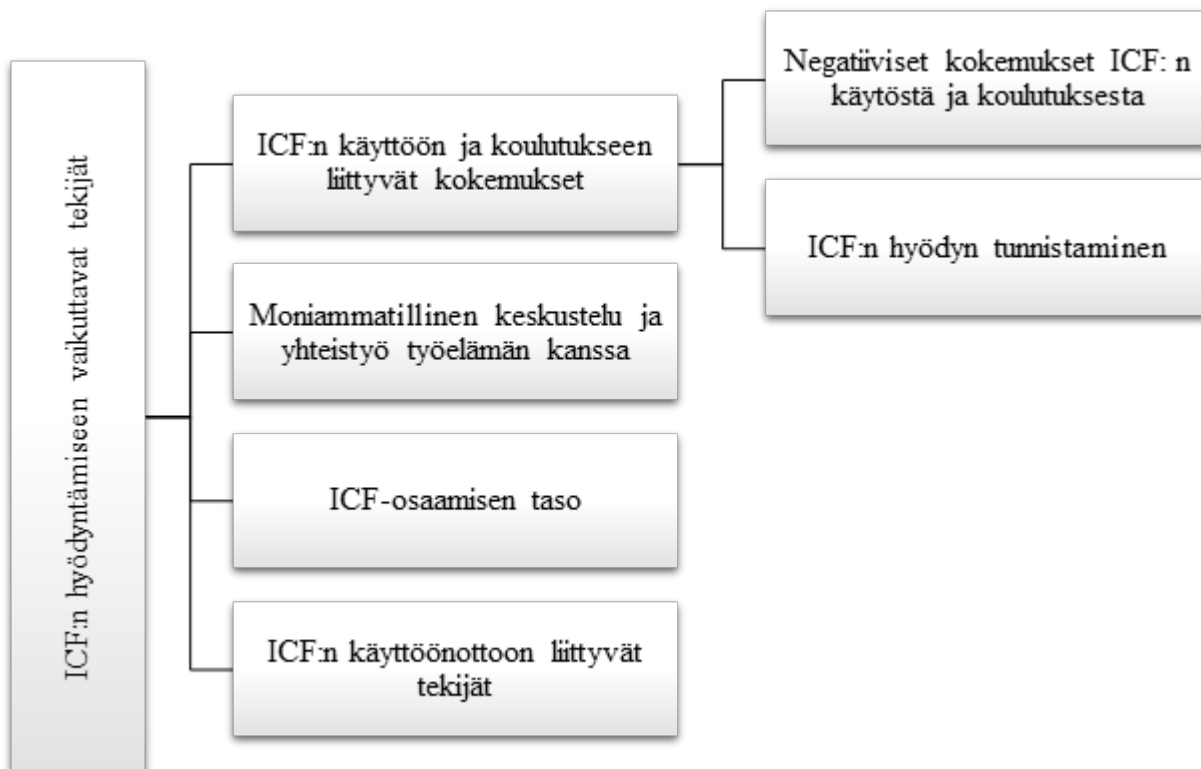 ICF:n hyödyntämiseen vaikuttavat tekijät
ICF:n käyttöön ja koulutukseen
liittyvät kokemukset
Negatiiviset kokemukset ICF: n
käytöstä ja koulutuksesta
ICF:n hyödyn tunnistaminen
Moniammatillinen keskustelu ja
yhteistyö työelämän kanssa
ICF-osaamisen taso
ICF:n käyttöönottoon liittyvät
tekijät